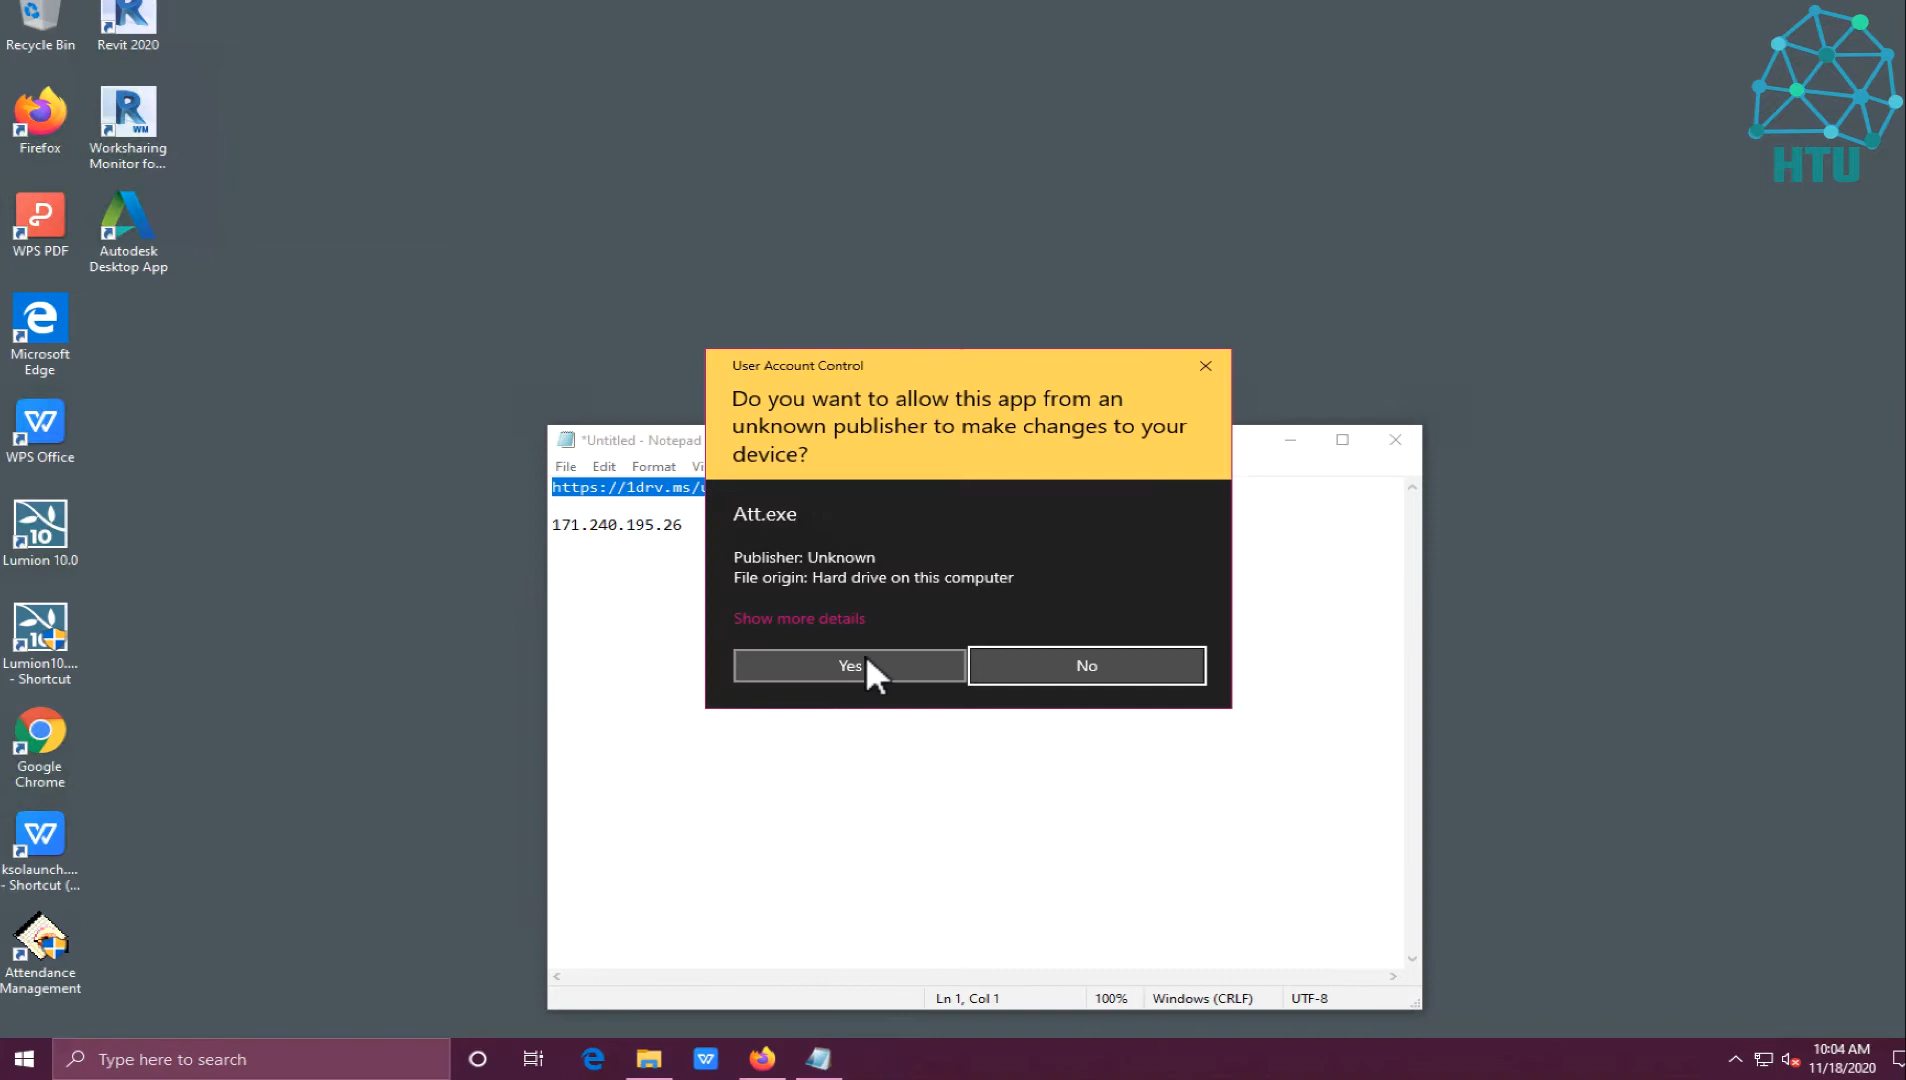 Recycle Bin
Revit 2020
Firefox
WM
Worksharing
Monitor fo...
WPS PDF
Autodesk
Desktop App
Microsoft
Edge
WPS Office
10
Lumion 10.0
Lumion10....
- Shortcut
Google
Chrome
ksolaunch....
- Shortcut (...
Attendance
Management
HTU
User Account Control
Do you want to allow this app from an
unknown publisher to make changes to your
device?
Att.exe
Publisher: Unknown
File origin: Hard drive on this computer
Show more details
Yes
No
*Untitled - Notepad
File Edit Format
https://1drv.ms/
171.240.195.26
Ln 1, Col 1
100%
Windows (CRLF)
UTF-8
Type here to search
10:04 AM
11/18/2020